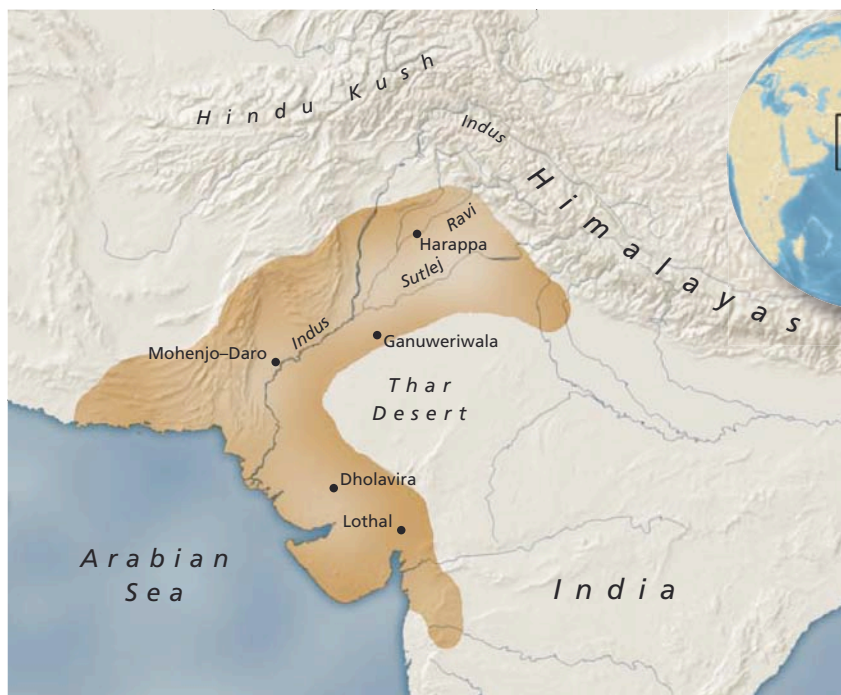 Hindu Kush
Indus
Himalayas
Ravi
Harappa
Sutlej
Indus
Ganuweriwala
Mohenjo–Daro
Thar
Desert
Dholavira
Lothal
Arabian
Sea
India